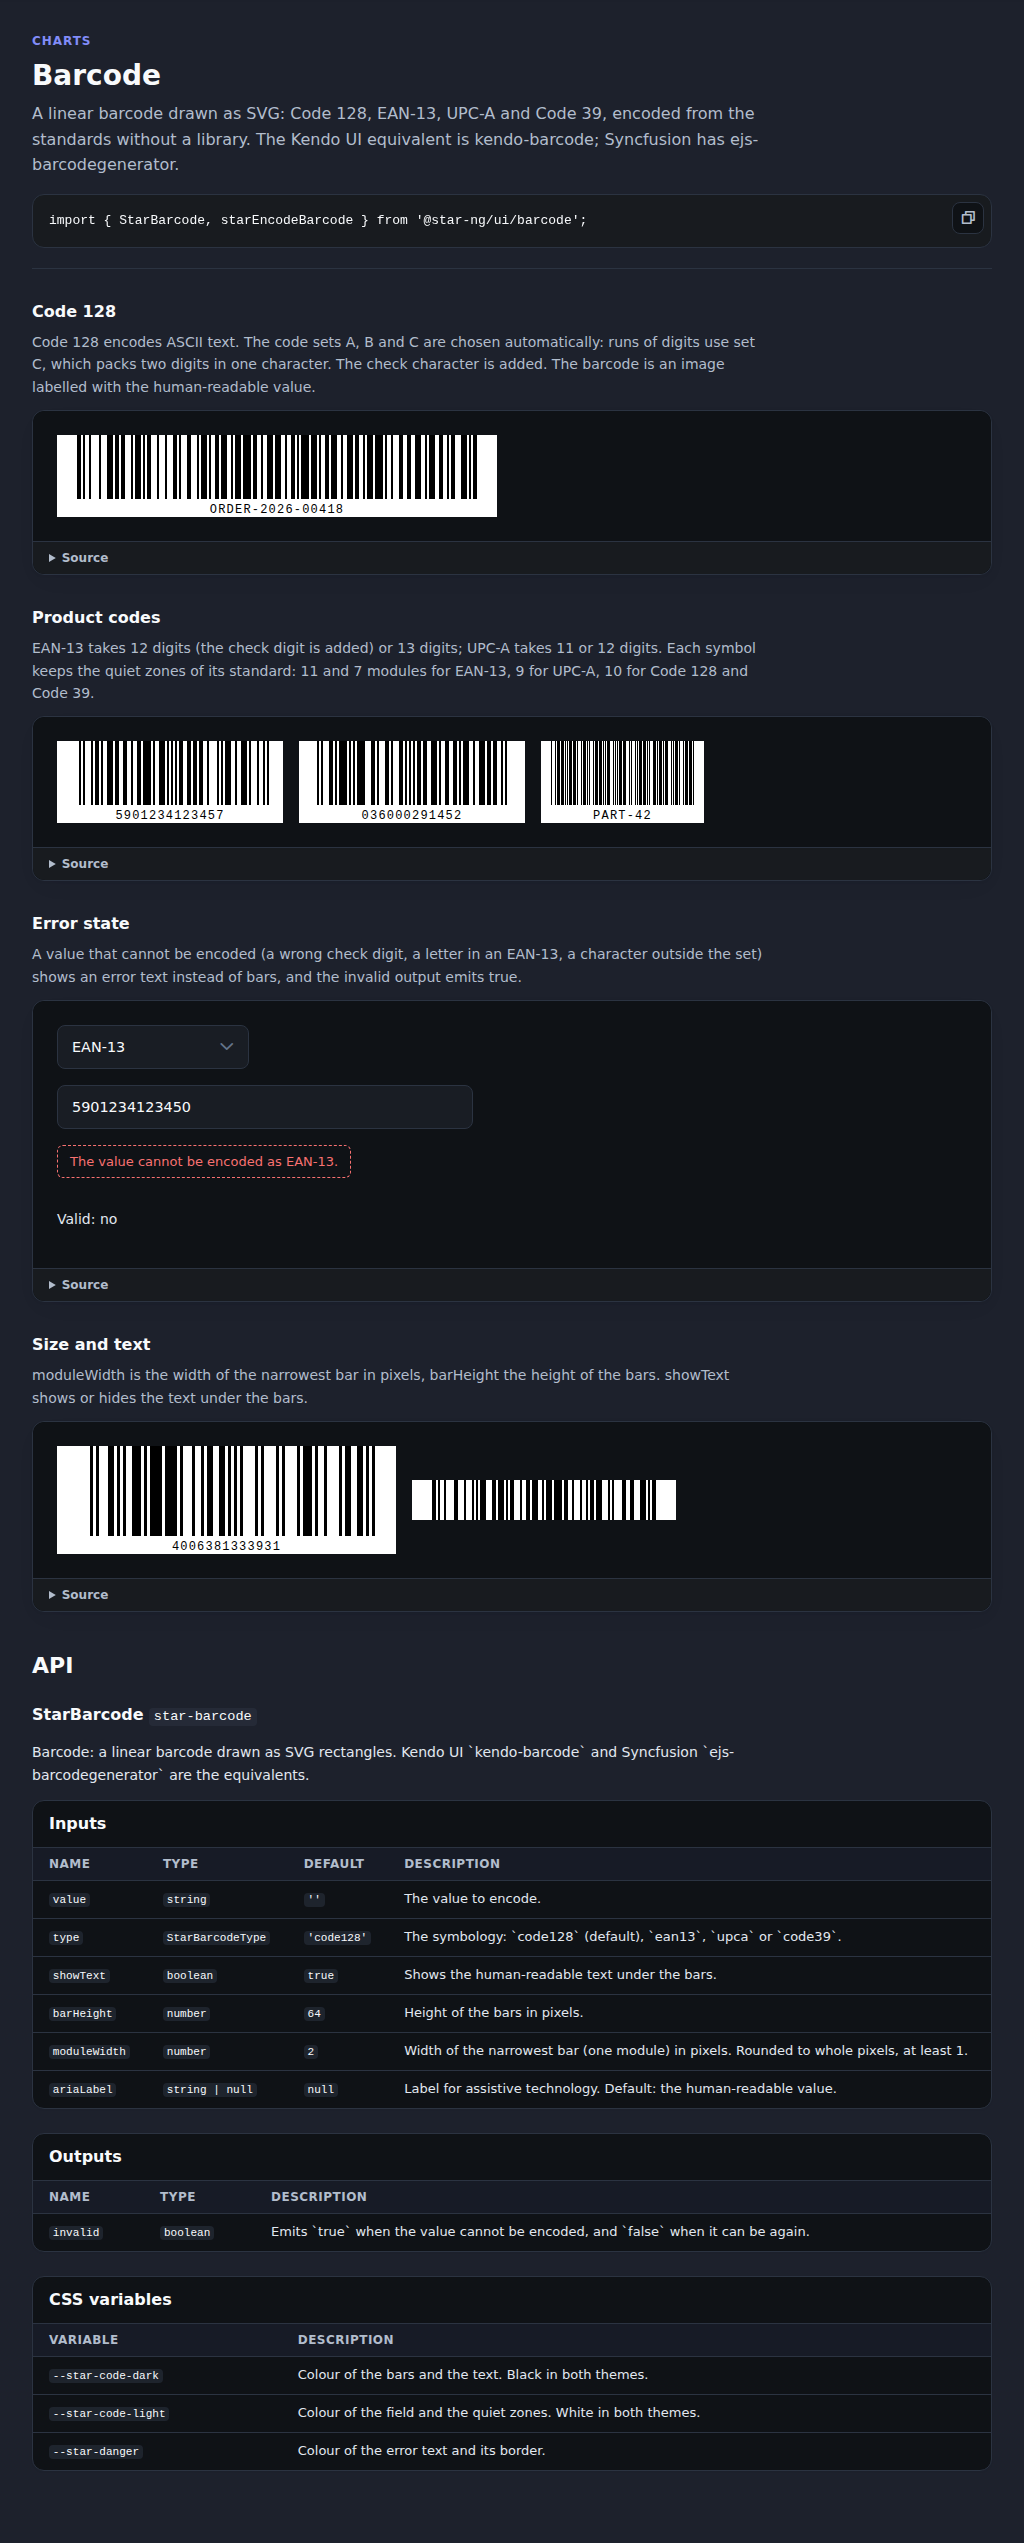 CHARTS
Barcode
A linear barcode drawn as SVG: Code 128, EAN-13, UPC-A and Code 39, encoded from the
standards without a library. The Kendo UI equivalent is kendo-barcode; Syncfusion has ejs-
barcodegenerator.
import { StarBarcode, starEncodeBarcode } from '@star-ng/ui/barcode';
Code 128
Code 128 encodes ASCII text. The code sets A, B and C are chosen automatically: runs of digits use set
C, which packs two digits in one character. The check character is added. The barcode is an image
labelled with the human-readable value.
ORDER-2026-00418
Source
Product codes
EAN-13 takes 12 digits (the check digit is added) or 13 digits; UPC-A takes 11 or 12 digits. Each symbol
keeps the quiet zones of its standard: 11 and 7 modules for EAN-13, 9 for UPC-A, 10 for Code 128 and
Code 39.
5901234123457 036000291452 PART-42
Source
Error state
A value that cannot be encoded (a wrong check digit, a letter in an EAN-13, a character outside the set)
shows an error text instead of bars, and the invalid output emits true.
EAN-13
5901234123450
The value cannot be encoded as EAN-13.
Valid: no
Source
Size and text
moduleWidth is the width of the narrowest bar in pixels, barHeight the height of the bars. showText
shows or hides the text under the bars.
4006381333931
Source
API
StarBarcode star-barcode
Barcode: a linear barcode drawn as SVG rectangles. Kendo UI `kendo-barcode` and Syncfusion `ejs-
barcodegenerator` are the equivalents.
Inputs
NAME TYPE DEFAULT DESCRIPTION
value string '' The value to encode.
type StarBarcodeType 'code128' The symbology: `code128` (default), `ean13`, `upca` or `code39`.
showText boolean true Shows the human-readable text under the bars.
barHeight number 64 Height of the bars in pixels.
moduleWidth number 2 Width of the narrowest bar (one module) in pixels. Rounded to whole pixels, at least 1.
ariaLabel string | null null Label for assistive technology. Default: the human-readable value.
Outputs
NAME TYPE DESCRIPTION
invalid boolean Emits `true` when the value cannot be encoded, and `false` when it can be again.
CSS variables
VARIABLE DESCRIPTION
--star-code-dark Colour of the bars and the text. Black in both themes.
--star-code-light Colour of the field and the quiet zones. White in both themes.
--star-danger Colour of the error text and its border.